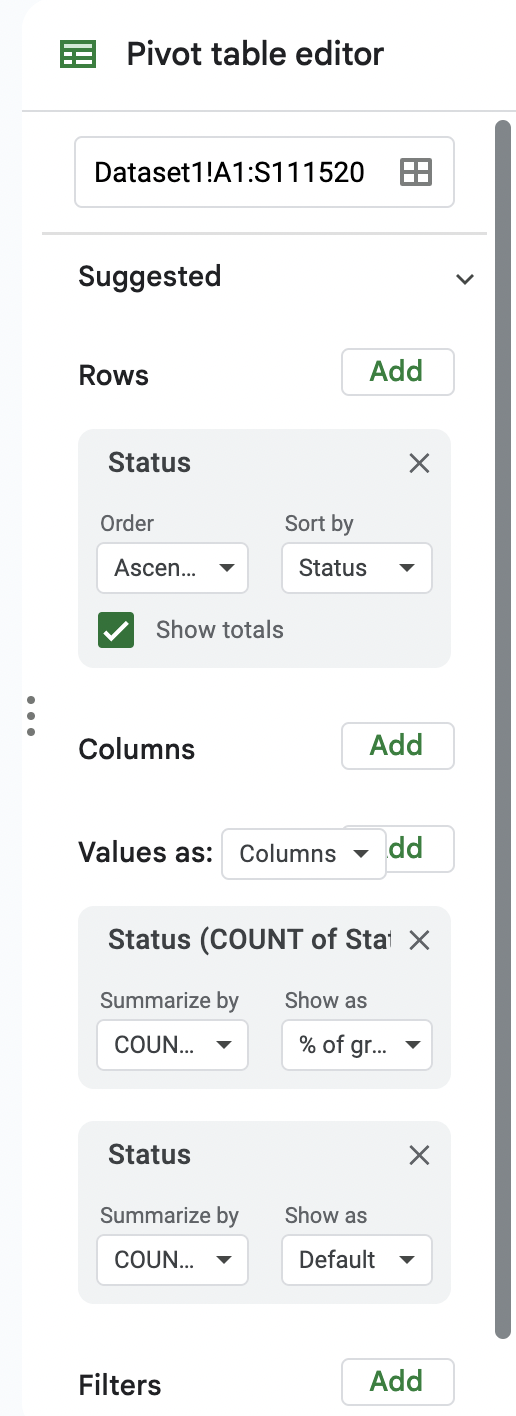 Pivot table editor
Dataset1!A1:S111520
Suggested
Rows Add
Status
Order Sort by
Ascen... Status
Show totals
Columns Add
Values as: Columns dd
Status (COUNT of Stat
Summarize by Show as
COUN... % of gr...
Status
Summarize by Show as
COUN... Default
Filters Add